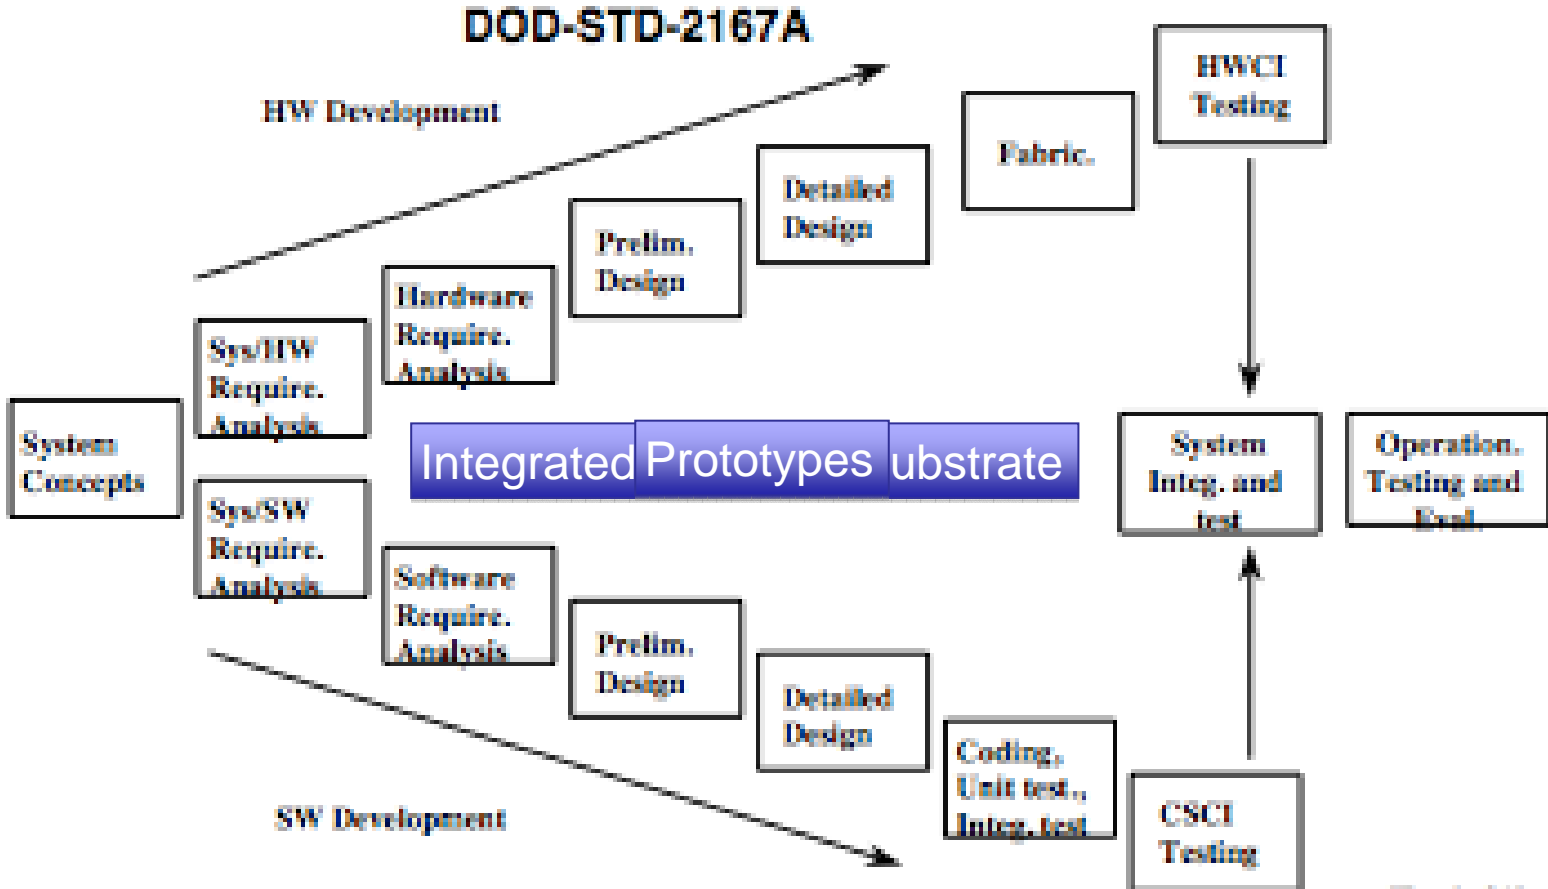 DOD-STD-2167A
HW Development
HWCI
Testing
Fabric.
Detailed
Design
Prelim.
Design
Hardware
Require.
Analysis
Sys/HW
Require.
Analysis
System
Concepts
Integrated Prototypes ubstrate
System
Integ. and
test
Operation.
Testing and
Eval.
Sys/SW
Require.
Analysis
Software
Require.
Analysis
Prelim.
Design
Detailed
Design
Coding,
Unit test.,
Integ. test
CSCI
Testing
SW Development